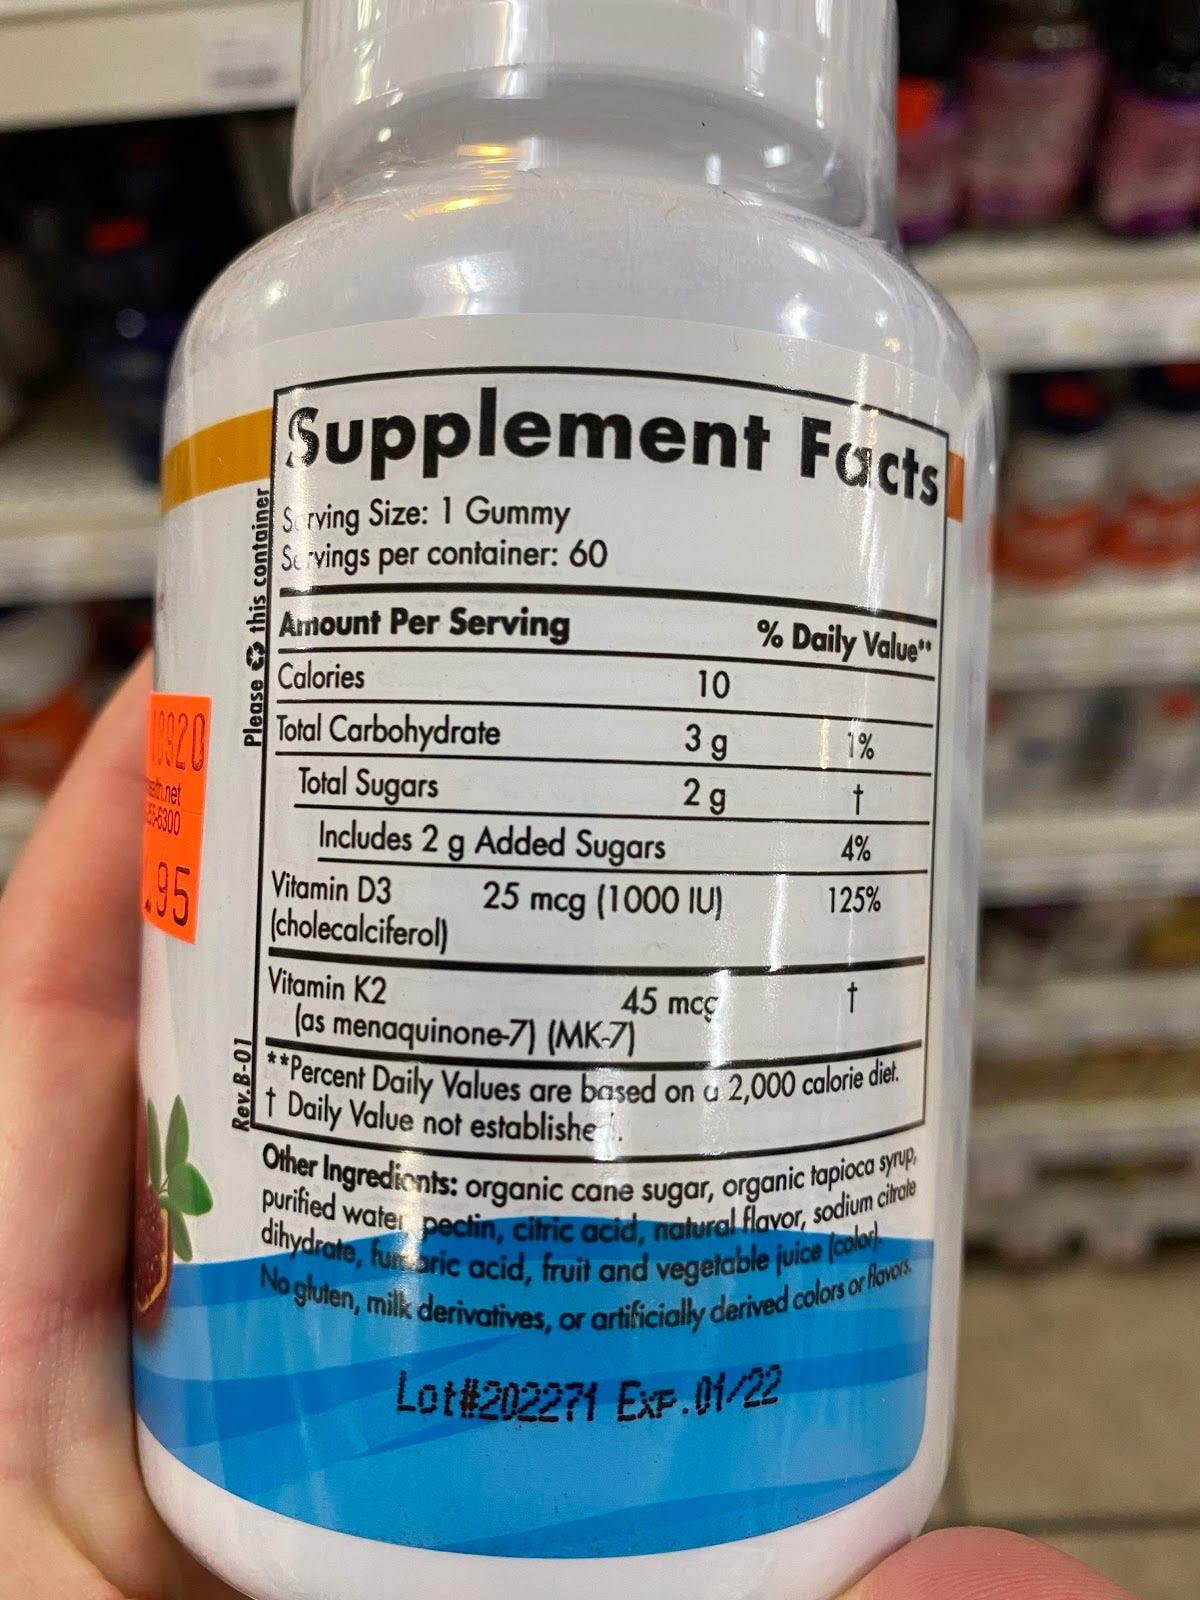 Supplement Facts
Serving Size: 1 Gummy
Servings per container: 60
Amount Per Serving % Daily Value**
Calories 10
Total Carbohydrate 3 g 1%
Total Sugars 2 g †
Includes 2 g Added Sugars 4%
Vitamin D3 25 mcg (1000 IU) 125%
(cholecalciferol)
Vitamin K2 45 mcg †
(as menaquinone-7) (MK-7)
**Percent Daily Values are based on a 2,000 calorie diet.
† Daily Value not established.
Other Ingredients: organic cane sugar, organic tapioca syrup,
purified water, pectin, citric acid, natural flavor, sodium citrate
dihydrate, fumaric acid, fruit and vegetable juice (color).
No gluten, milk derivatives, or artificially derived colors or flavors.
Lot#202271 Exp.01/22
Please this container
Rev.B-01
.95